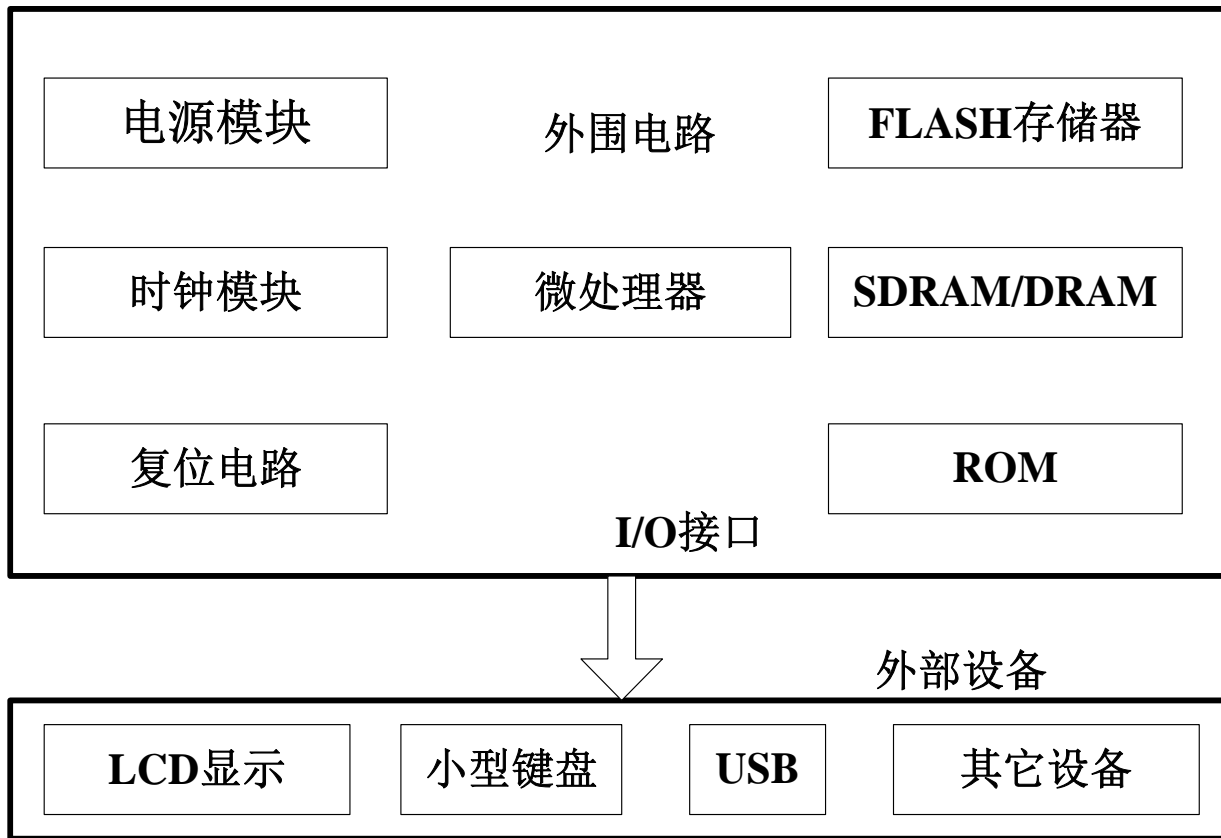 电源模块
外围电路
FLASH存储器
时钟模块
微处理器
SDRAM/DRAM
复位电路
ROM
I/O接口
外部设备
LCD显示
小型键盘
USB
其它设备